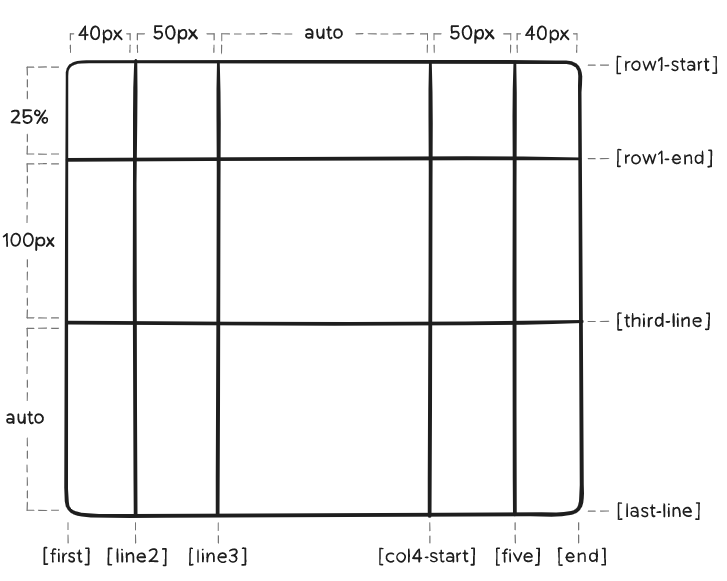 40px 50px auto 50px 40px
[row1-start]
25%
[row1-end]
100px
[third-line]
auto
[last-line]
[first] [line2] [line3] [col4-start] [five] [end]